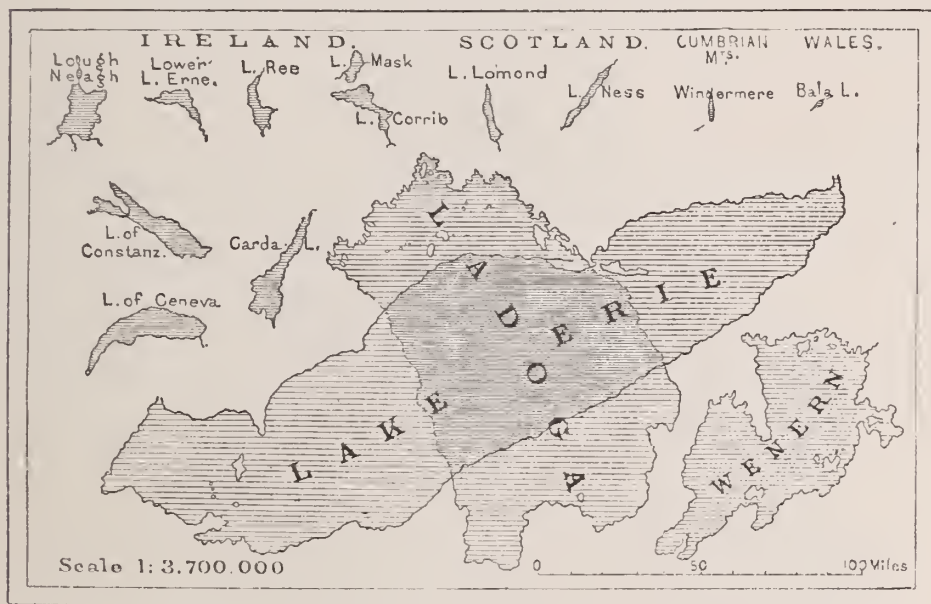 IRELAND. SCOTLAND. CUMBRIAN Mts. WALES.
Lough Neagh
Lower L. Erne.
L. Ree
L. Mask
L. Corrib
L. Lomond
L. Ness
Windermere
Bala L.
L. of Constanz.
Garda L.
L. of Geneva
LADOGA
LAKE ERIE
WENERN
Scale 1:3.700.000
0 50 100 Miles